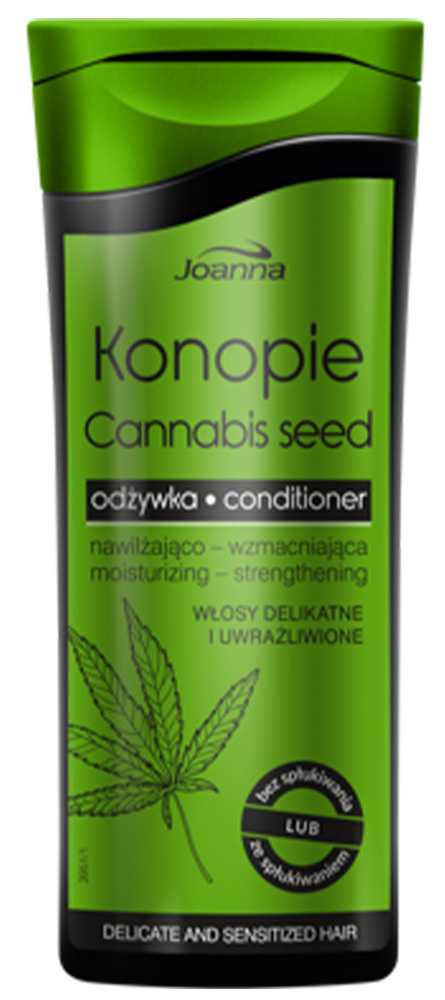 Joanna
Konopie
Cannabis seed
odżywka • conditioner
nawilżająco – wzmacniająca
moisturizing – strengthening
WŁOSY DELIKATNE
I UWRAŻLIWIONE
bez spłukiwania
LUB
ze spłukiwaniem
DELICATE AND SENSITIZED HAIR